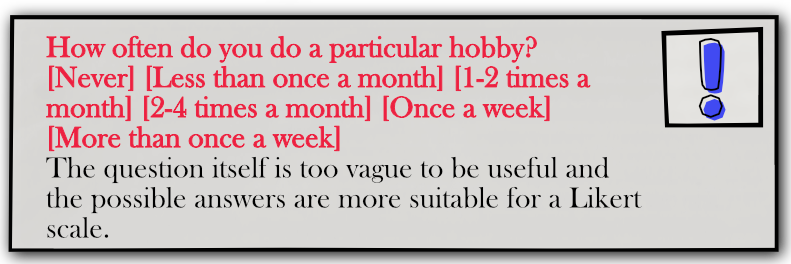 How often do you do a particular hobby?
[Never] [Less than once a month] [1-2 times a
month] [2-4 times a month] [Once a week]
[More than once a week]
The question itself is too vague to be useful and
the possible answers are more suitable for a Likert
scale.